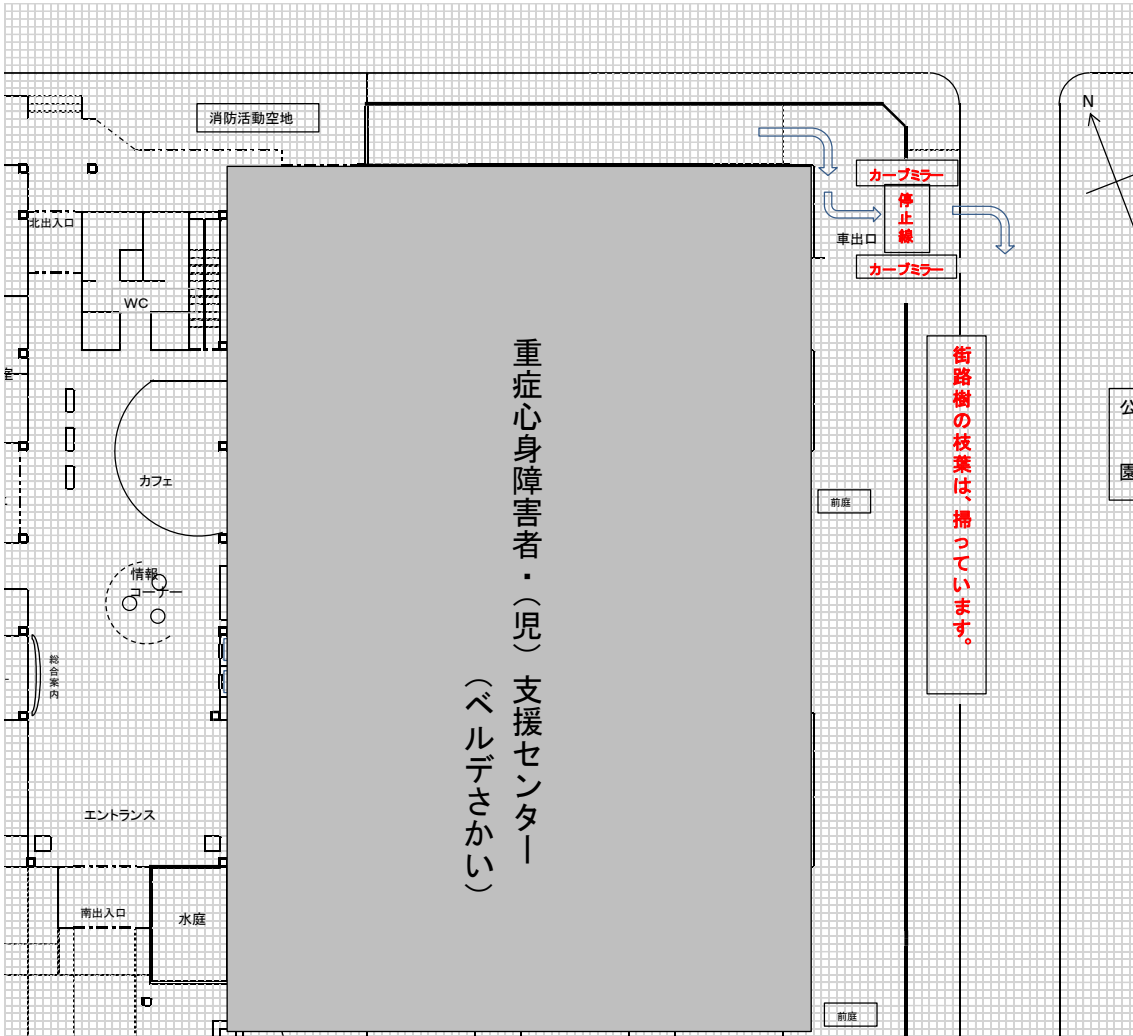 消防活動空地
N
カーブミラー
停止線
車出口
カーブミラー
北出入口
WC
室
街路樹の枝葉は、掃っています。
公園
重症心身障害者・（児）支援センター
（ベルデさかい）
カフェ
前庭
情報
コーナー
総合案内
エントランス
南出入口
水庭
前庭